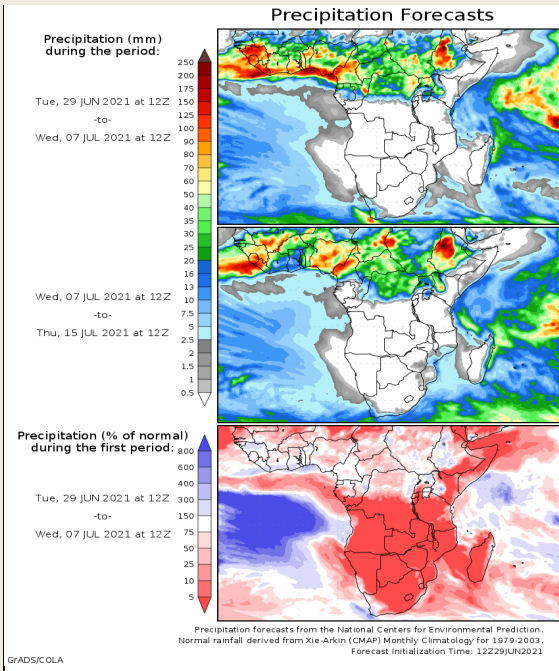 Precipitation Forecasts
Precipitation (mm)
during the period:
Tue, 29 JUN 2021 at 12Z
-to-
Wed, 07 JUL 2021 at 12Z
250
200
175
150
125
100
90
80
70
60
50
40
35
30
25
20
16
13
10
7.5
5
2.5
2
1.5
1
0.5
Wed, 07 JUL 2021 at 12Z
-to-
Thu, 15 JUL 2021 at 12Z
Precipitation (% of normal)
during the first period:
Tue, 29 JUN 2021 at 12Z
-to-
Wed, 07 JUL 2021 at 12Z
800
600
400
300
150
75
50
25
10
5
Precipitation forecasts from the National Centers for Environmental Prediction.
Normal rainfall derived from Xie-Arkin (CMAP) Monthly Climatology for 1979-2003.
Forecast Initialization Time: 12Z29JUN2021
GrADS/COLA